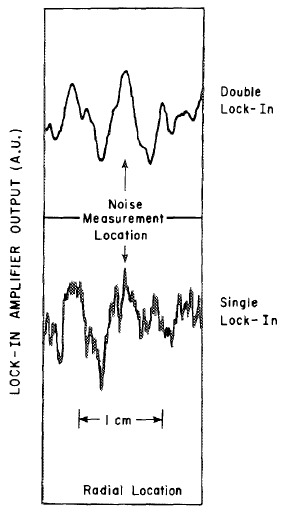 LOCK-IN AMPLIFIER OUTPUT (A.U.)
Double
Lock-In
Noise
Measurement
Location
Single
Lock-In
1 cm
Radial Location